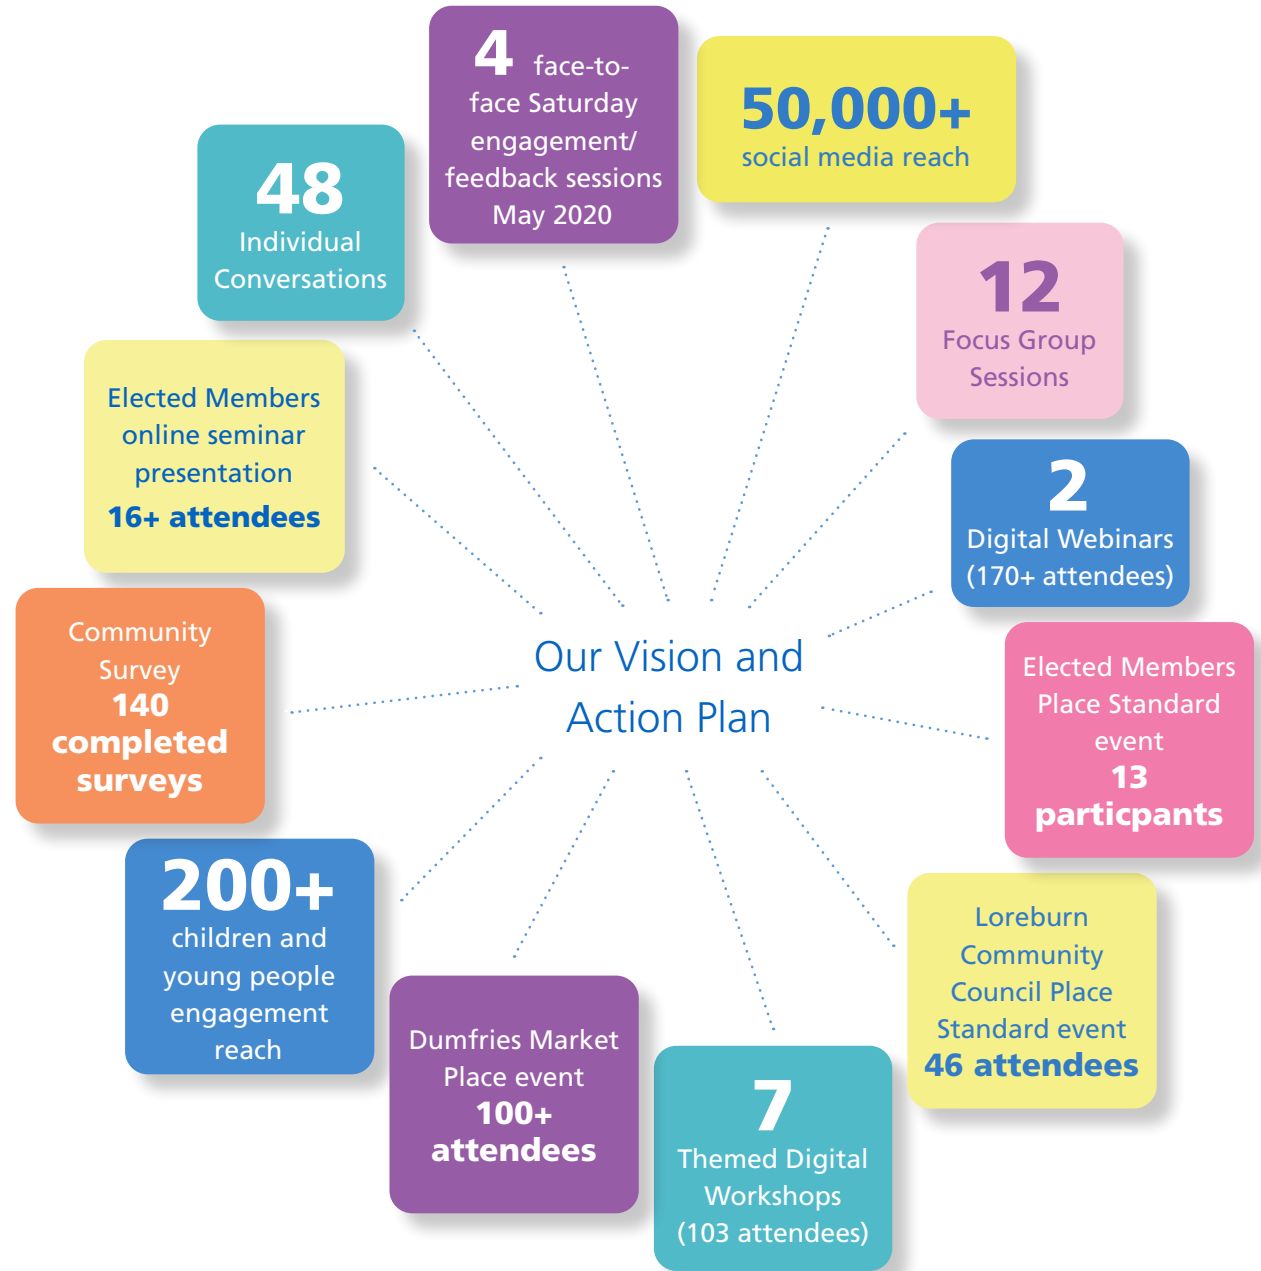 4 face-to-
face Saturday
engagement/
feedback sessions
May 2020
50,000+
social media reach
48
Individual
Conversations
12
Focus Group
Sessions
Elected Members
online seminar
presentation
16+ attendees
2
Digital Webinars
(170+ attendees)
Community
Survey
140
completed
surveys
Our Vision and
Action Plan
Elected Members
Place Standard
event
13
particpants
200+
children and
young people
engagement
reach
Loreburn
Community
Council Place
Standard event
46 attendees
Dumfries Market
Place event
100+
attendees
7
Themed Digital
Workshops
(103 attendees)